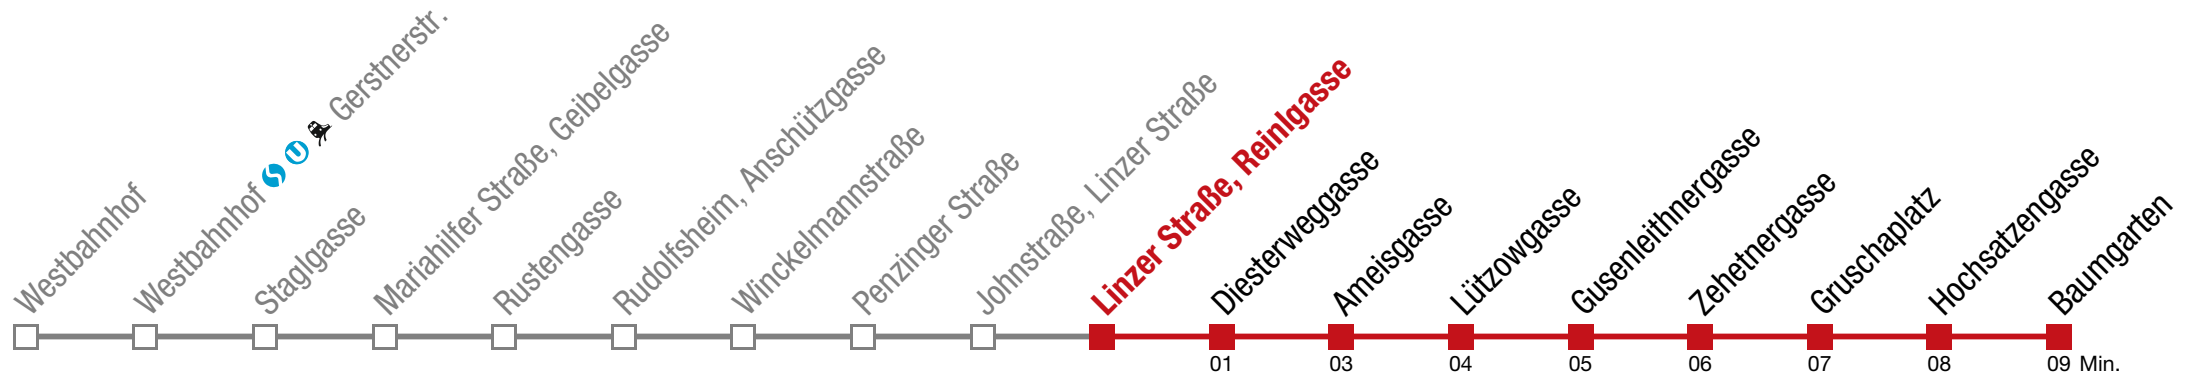 Westbahnhof
Westbahnhof S U Gerstnerstr.
Staglgasse
Mariahilfer Straße, Geibelgasse
Rustengasse
Rudolfsheim, Anschützgasse
Winckelmannstraße
Penzinger Straße
Johnstraße, Linzer Straße
Linzer Straße, Reinlgasse
Diesterweggasse
Ameisgasse
Lützowgasse
Gusenleithnergasse
Zehetnergasse
Gruschaplatz
Hochsatzengasse
Baumgarten
01 03 04 05 06 07 08 09 Min.